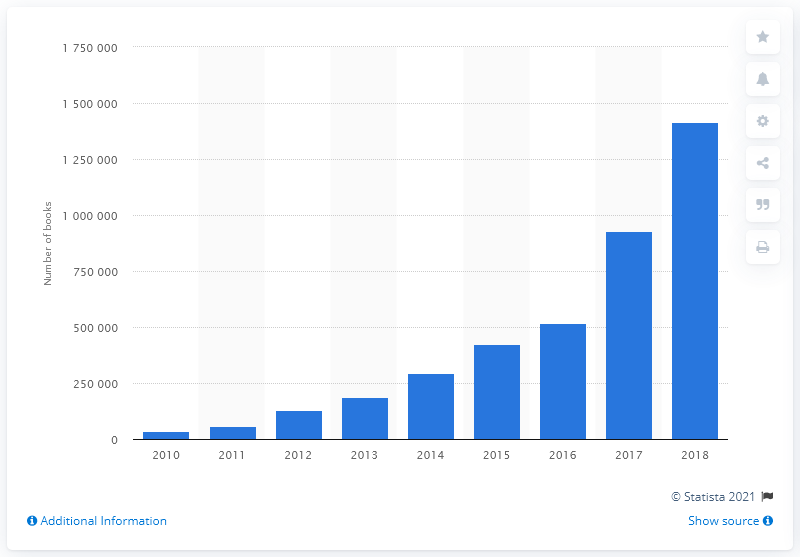 1 750 000
1 500 000
1 250 000
1 000 000
750 000
500 000
250 000
0
Number of books
2010 2011 2012 2013 2014 2015 2016 2017 2018
© Statista 2021
Additional Information Show source